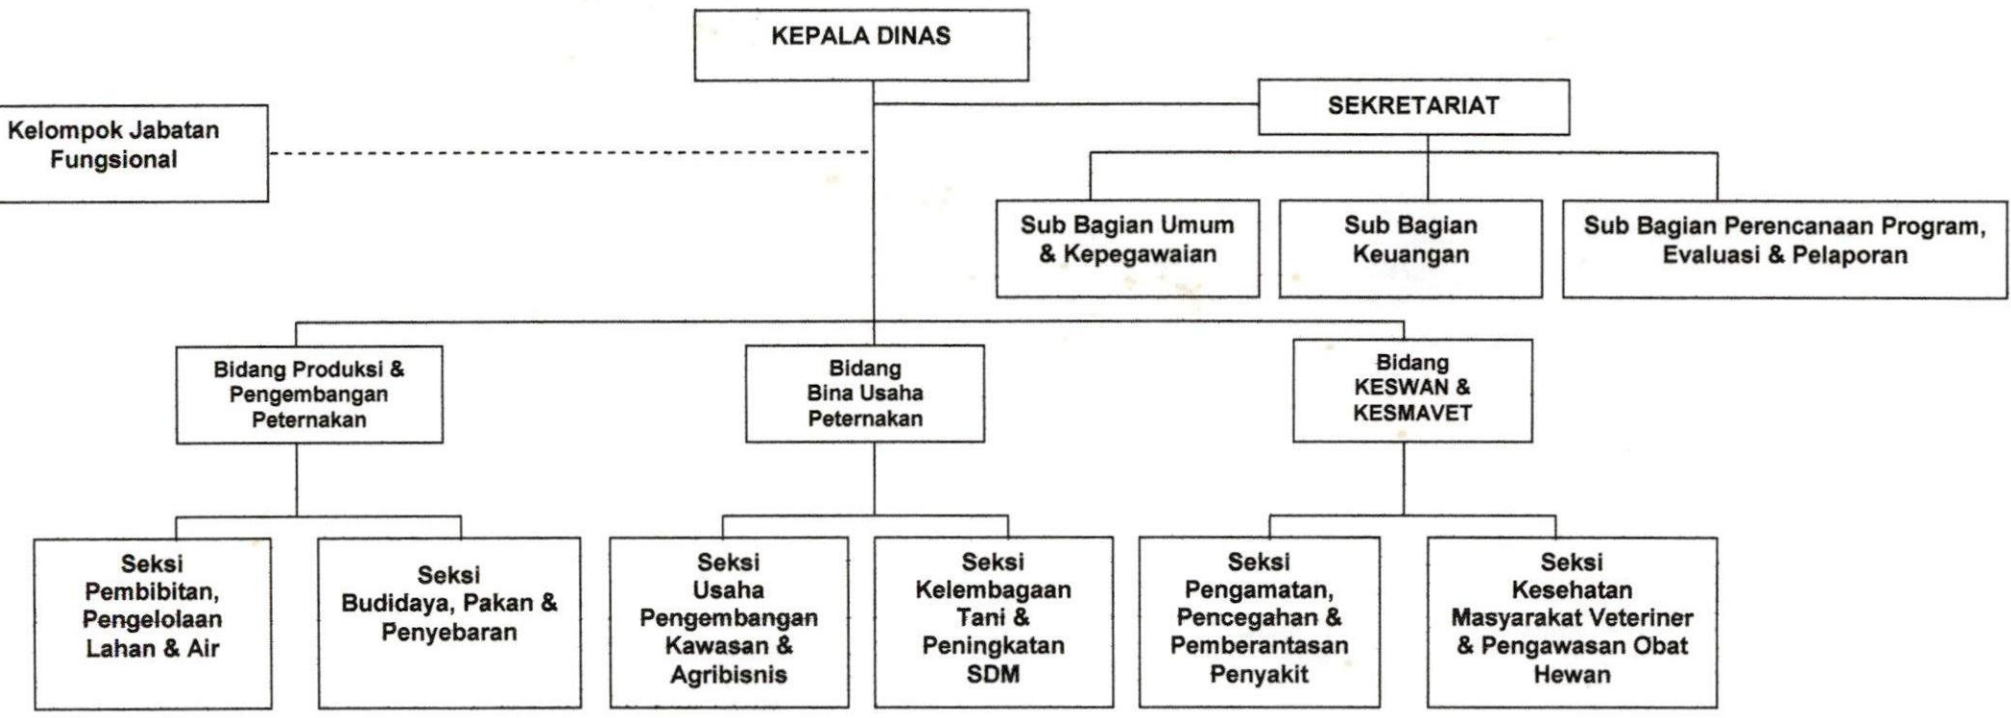 KEPALA DINAS
SEKRETARIAT
Kelompok Jabatan
Fungsional
Sub Bagian Umum
& Kepegawaian
Sub Bagian
Keuangan
Sub Bagian Perencanaan Program,
Evaluasi & Pelaporan
Bidang Produksi &
Pengembangan
Peternakan
Bidang
Bina Usaha
Peternakan
Bidang
KESWAN &
KESMAVET
Seksi
Pembibitan,
Pengelolaan
Lahan & Air
Seksi
Budidaya, Pakan &
Penyebaran
Seksi
Usaha
Pengembangan
Kawasan &
Agribisnis
Seksi
Kelembagaan
Tani &
Peningkatan
SDM
Seksi
Pengamatan,
Pencegahan &
Pemberantasan
Penyakit
Seksi
Kesehatan
Masyarakat Veteriner
& Pengawasan Obat
Hewan